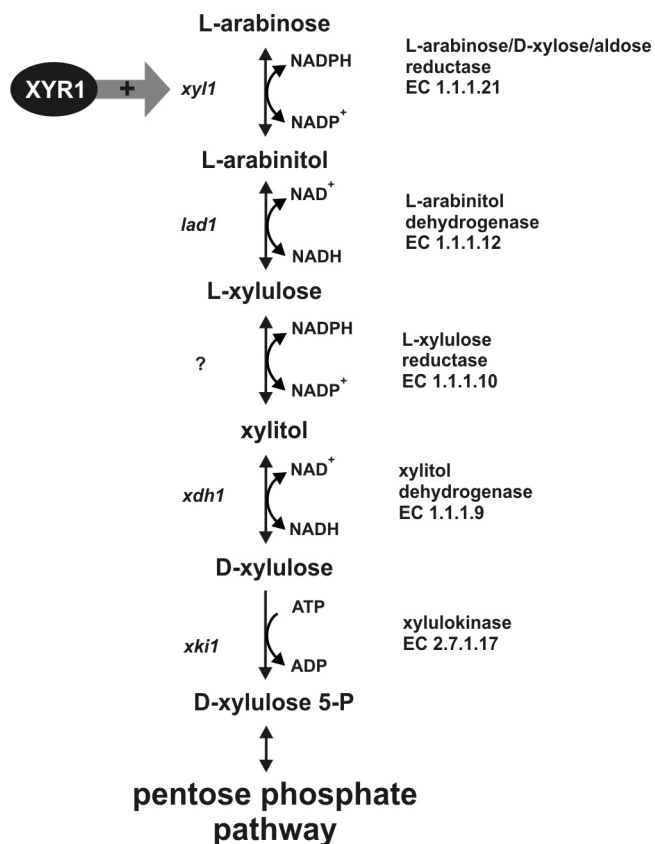 L-arabinose
XYR1
+
xyl1
NADPH
NADP+
L-arabinose/D-xylose/aldose
reductase
EC 1.1.1.21
L-arabinitol
lad1
NAD+
NADH
L-arabinitol
dehydrogenase
EC 1.1.1.12
L-xylulose
?
NADPH
NADP+
L-xylulose
reductase
EC 1.1.1.10
xylitol
xdh1
NAD+
NADH
xylitol
dehydrogenase
EC 1.1.1.9
D-xylulose
xki1
ATP
ADP
xylulokinase
EC 2.7.1.17
D-xylulose 5-P
pentose phosphate
pathway